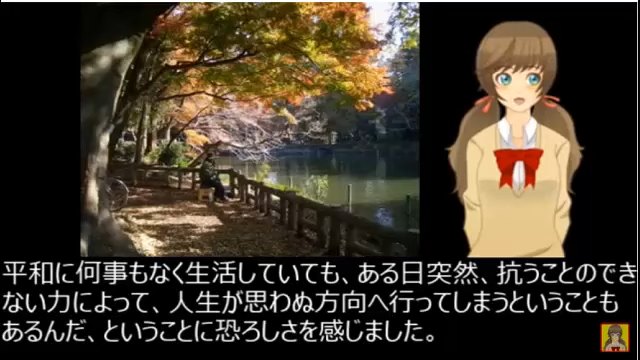 平和に何事もなく生活していても、ある日突然、抗うことのでき
ない力によって、人生が思わぬ方向へ行ってしまうということも
あるんだ、ということに恐ろしさを感じました。